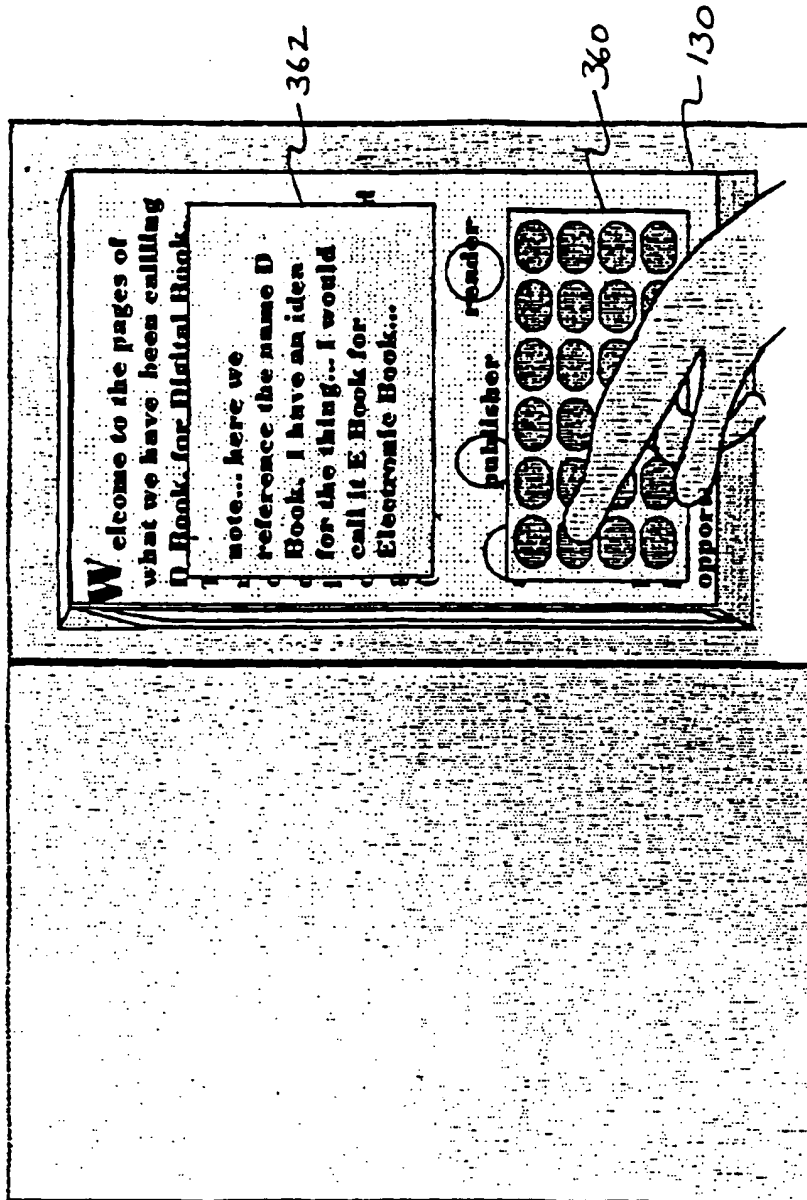 Welcome to the pages of
what we have been callling
D Book, for Digital Book.
note... here we
reference the name D
Book. I have an idea
for the thing... I would
call it E Book for
Electronic Book...
publisher
reader
opport
362
360
130